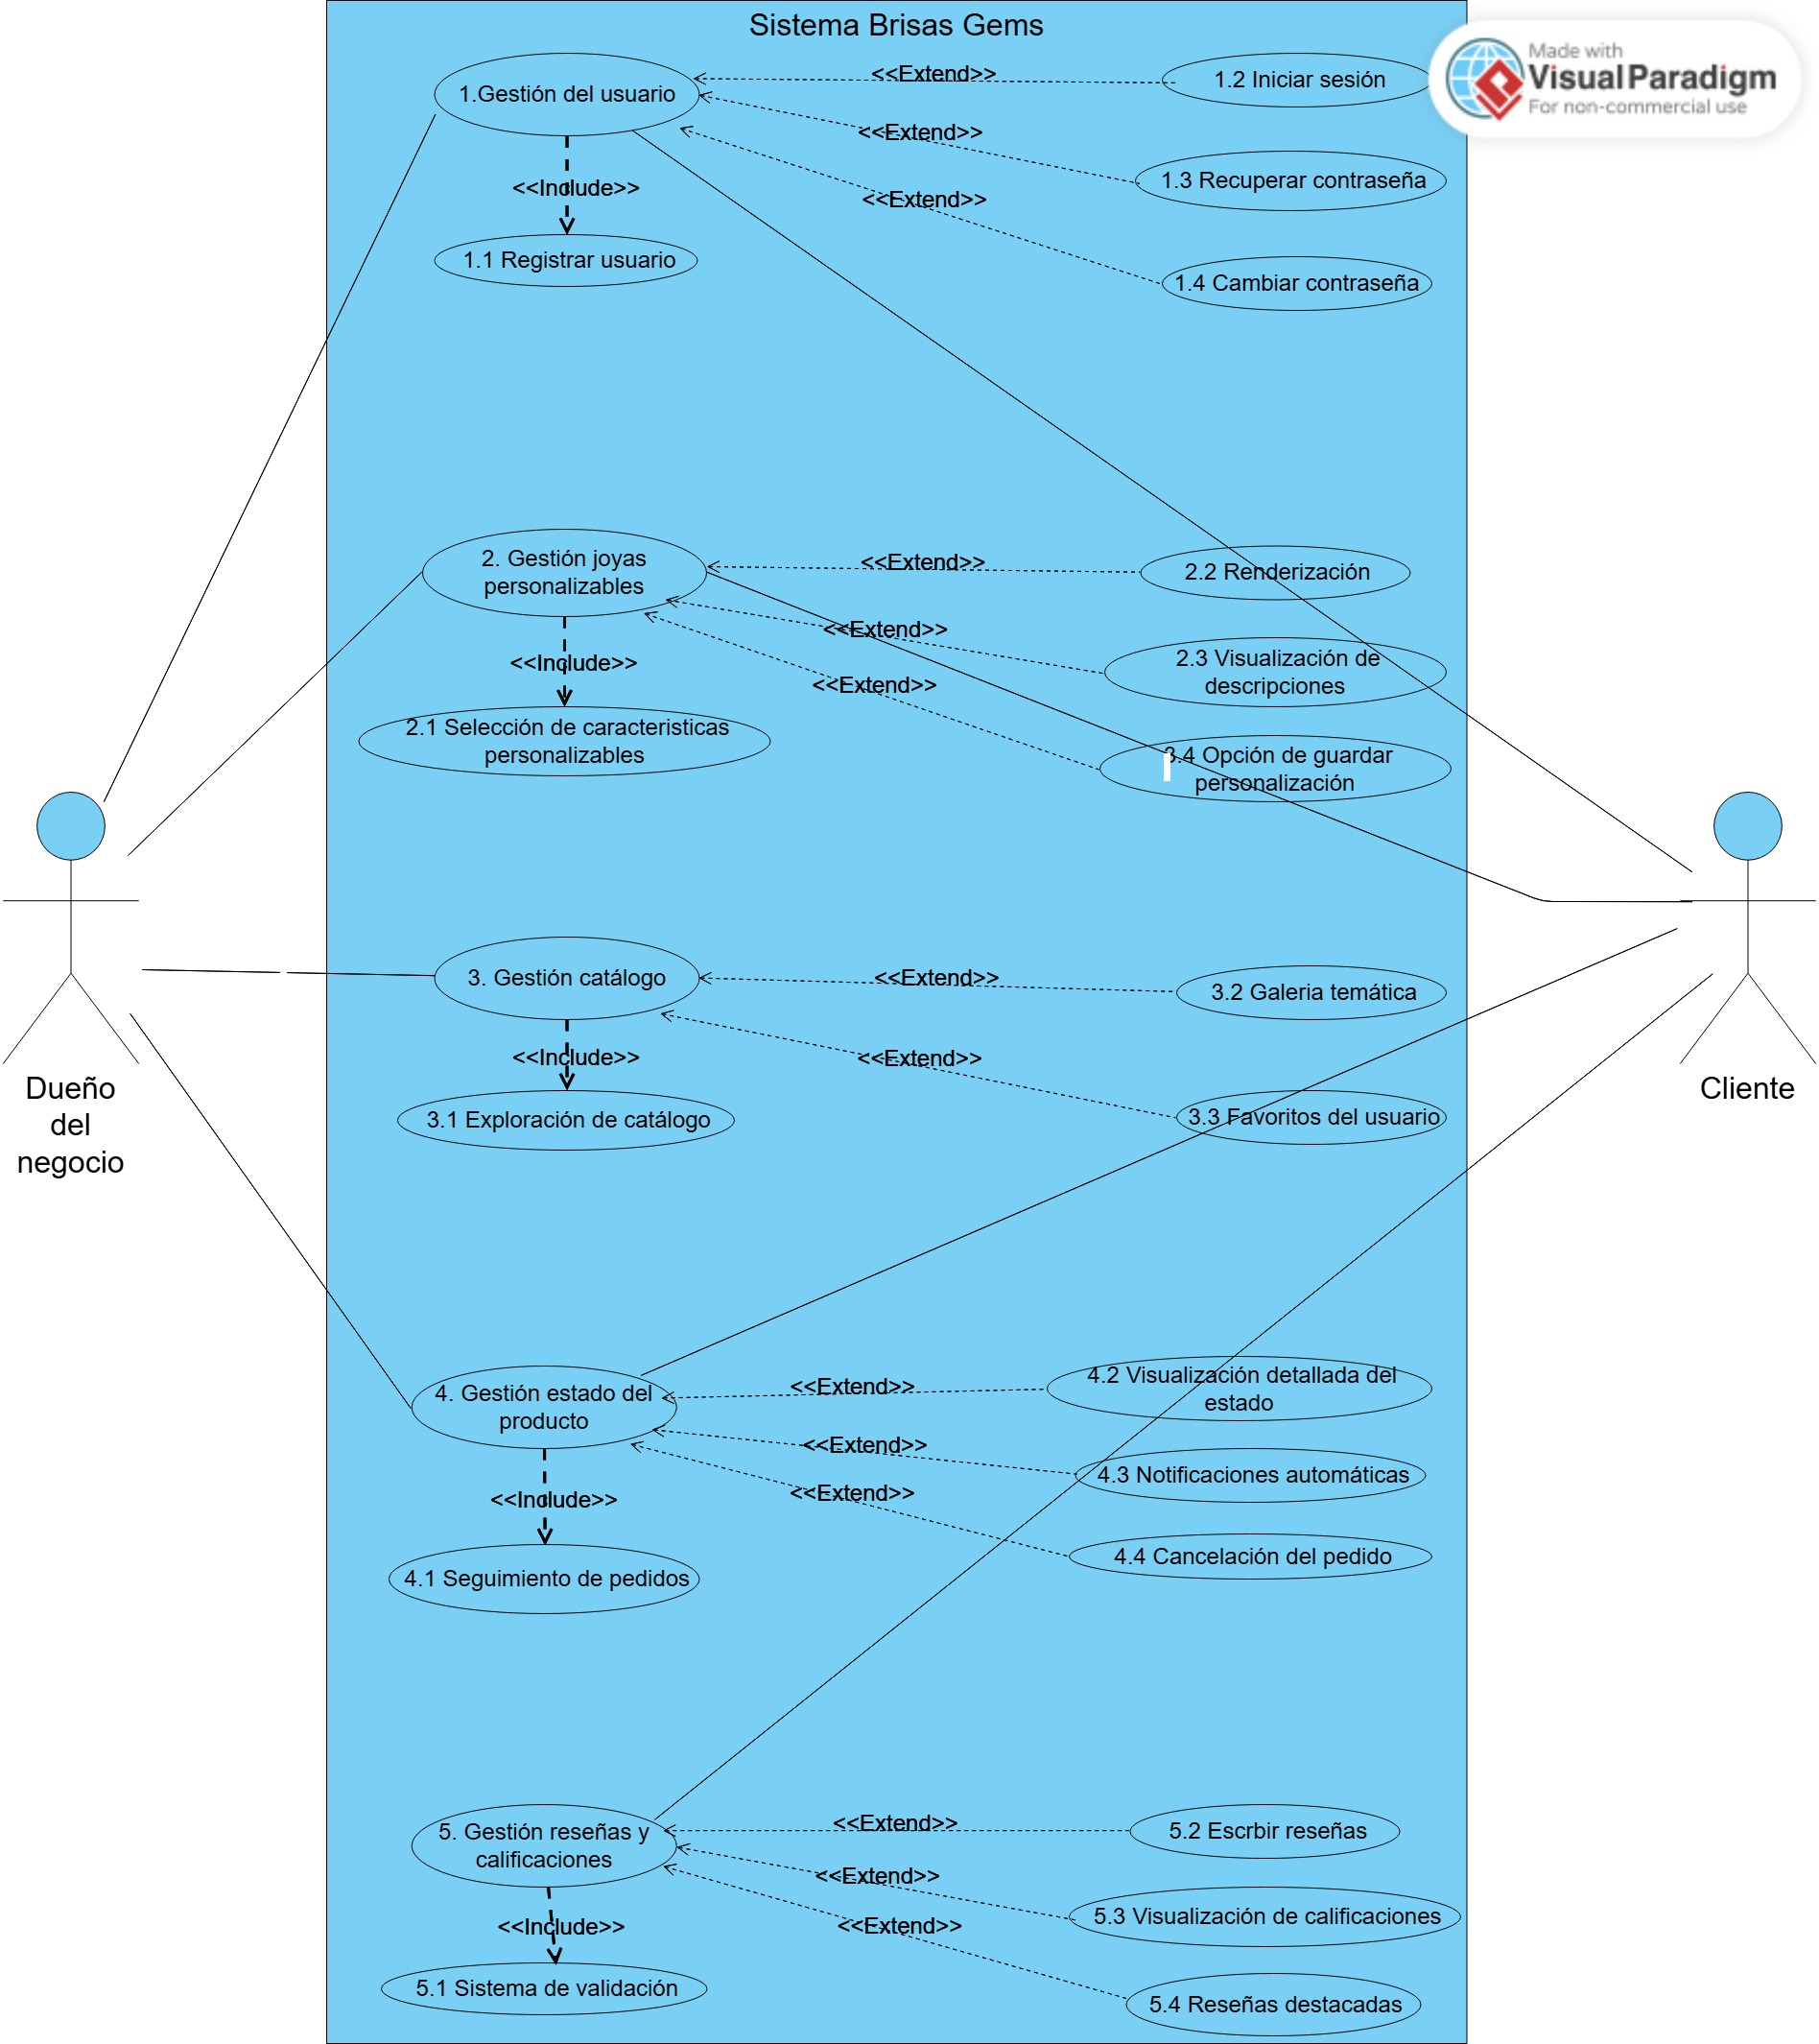 Sistema Brisas Gems
Made with
VisualParadigm
For non-commercial use
1.Gestión del usuario
<<Extend>>
1.2 Iniciar sesión
<<Extend>>
1.3 Recuperar contraseña
<<Include>>
<<Extend>>
1.1 Registrar usuario
1.4 Cambiar contraseña
2. Gestión joyas
personalizables
<<Extend>>
2.2 Renderización
<<Extend>>
2.3 Visualización de
descripciones
<<Include>>
<<Extend>>
2.1 Selección de caracteristicas
personalizables
3.4 Opción de guardar
personalización
3. Gestión catálogo
<<Extend>>
3.2 Galeria temática
<<Include>>
<<Extend>>
3.1 Exploración de catálogo
3.3 Favoritos del usuario
Dueño
del
negocio
Cliente
4. Gestión estado del
producto
<<Extend>>
4.2 Visualización detallada del
estado
<<Extend>>
4.3 Notificaciones automáticas
<<Include>>
<<Extend>>
4.4 Cancelación del pedido
4.1 Seguimiento de pedidos
5. Gestión reseñas y
calificaciones
<<Extend>>
5.2 Escrbir reseñas
<<Extend>>
5.3 Visualización de calificaciones
<<Include>>
<<Extend>>
5.1 Sistema de validación
5.4 Reseñas destacadas